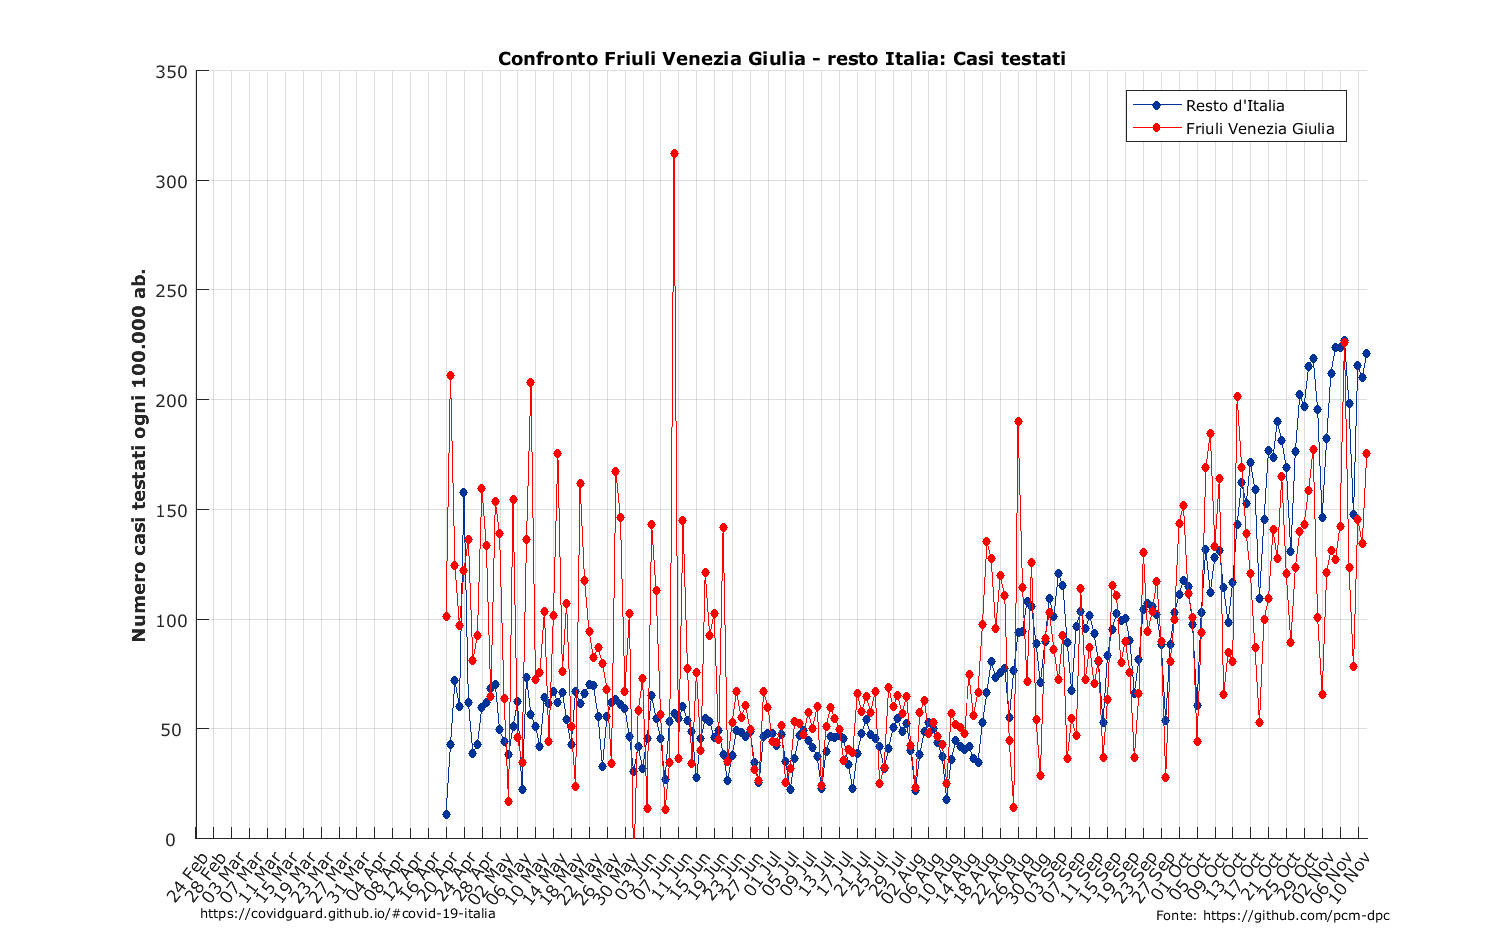 Confronto Friuli Venezia Giulia - resto Italia: Casi testati
Resto d'Italia
Friuli Venezia Giulia
Numero casi testati ogni 100.000 ab.
350
300
250
200
150
100
50
0
24 Feb
28 Feb
03 Mar
07 Mar
11 Mar
15 Mar
19 Mar
23 Mar
27 Mar
31 Mar
04 Apr
08 Apr
12 Apr
16 Apr
20 Apr
24 Apr
28 Apr
02 May
06 May
10 May
14 May
18 May
22 May
26 May
30 May
03 Jun
07 Jun
11 Jun
15 Jun
19 Jun
23 Jun
27 Jun
01 Jul
05 Jul
09 Jul
13 Jul
17 Jul
21 Jul
25 Jul
29 Jul
02 Aug
06 Aug
10 Aug
14 Aug
18 Aug
22 Aug
26 Aug
30 Aug
03 Sep
07 Sep
11 Sep
15 Sep
19 Sep
23 Sep
27 Sep
01 Oct
05 Oct
09 Oct
13 Oct
17 Oct
21 Oct
25 Oct
29 Oct
02 Nov
06 Nov
10 Nov
https://covidguard.github.io/#covid-19-italia
Fonte: https://github.com/pcm-dpc